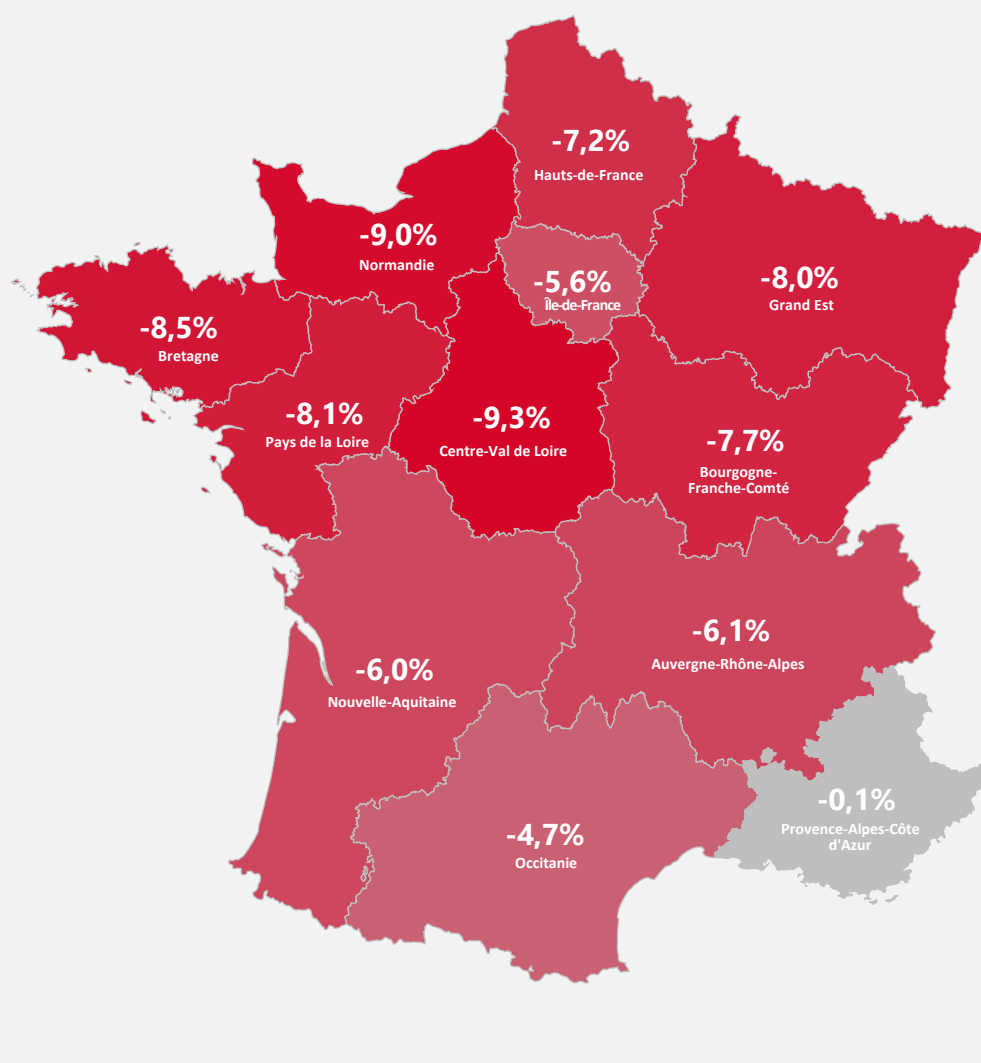 -7,2%
Hauts-de-France
-9,0%
Normandie
-5,6%
Île-de-France
-8,0%
Grand Est
-8,5%
Bretagne
-8,1%
Pays de la Loire
-9,3%
Centre-Val de Loire
-7,7%
Bourgogne-
Franche-Comté
-6,1%
Auvergne-Rhône-Alpes
-6,0%
Nouvelle-Aquitaine
-0,1%
Provence-Alpes-Côte
d'Azur
-4,7%
Occitanie